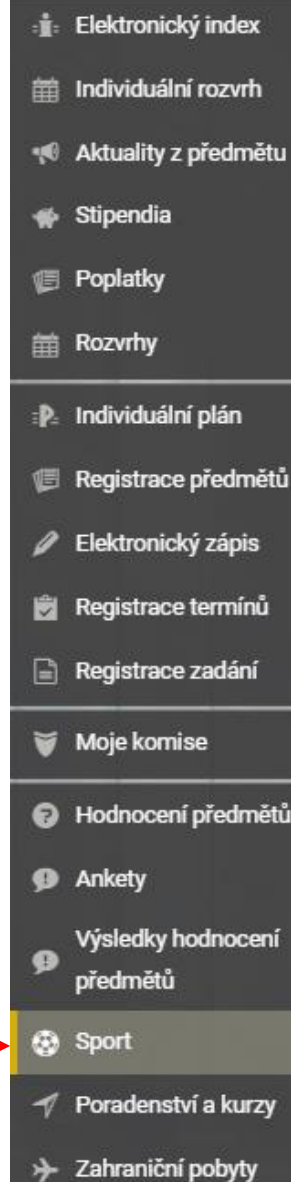 Elektronický index
Individuální rozvrh
Aktuality z předmětu
Stipendia
Poplatky
Rozvrhy
Individuální plán
Registrace předmětů
Elektronický zápis
Registrace termínů
Registrace zadání
Moje komise
Hodnocení předmětů
Ankety
Výsledky hodnocení
předmětů
Sport
Poradenství a kurzy
Zahraniční pobyty